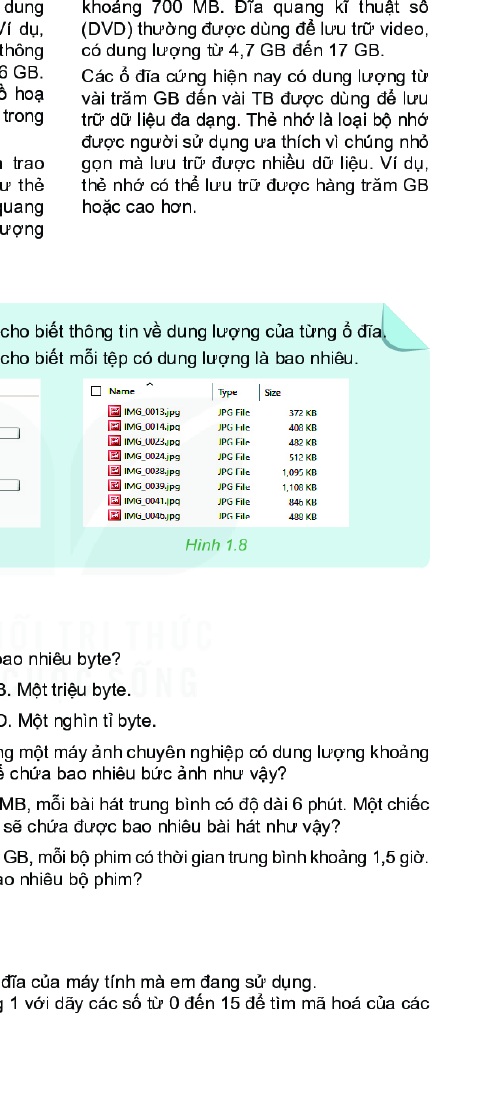 dung
Ví dụ,
thông
6 GB.
ồ hoạ
trong
trao
ư thẻ
quang
ượng
khoảng 700 MB. Đĩa quang kĩ thuật số
(DVD) thường được dùng để lưu trữ video,
có dung lượng từ 4,7 GB đến 17 GB.
Các ổ đĩa cứng hiện nay có dung lượng từ
vài trăm GB đến vài TB được dùng để lưu
trữ dữ liệu đa dạng. Thẻ nhớ là loại bộ nhớ
được người sử dụng ưa thích vì chúng nhỏ
gọn mà lưu trữ được nhiều dữ liệu. Ví dụ,
thẻ nhớ có thể lưu trữ được hàng trăm GB
hoặc cao hơn.
cho biết thông tin về dung lượng của từng ổ đĩa.
cho biết mỗi tệp có dung lượng là bao nhiêu.
Name Type Size
IMG_0013.jpg JPG File 372 KB
IMG_0014.jpg JPG File 408 KB
IMG_0023.jpg JPG File 482 KB
IMG_0024.jpg JPG File 512 KB
IMG_0038.jpg JPG File 1,095 KB
IMG_0039.jpg JPG File 1,108 KB
IMG_0041.jpg JPG File 846 KB
IMG_0046.jpg JPG File 488 KB
Hình 1.8
TRI THỨC
SỐNG
bao nhiêu byte?
B. Một triệu byte.
D. Một nghìn tỉ byte.
ng một máy ảnh chuyên nghiệp có dung lượng khoảng
ể chứa bao nhiêu bức ảnh như vậy?
MB, mỗi bài hát trung bình có độ dài 6 phút. Một chiếc
sẽ chứa được bao nhiêu bài hát như vậy?
GB, mỗi bộ phim có thời gian trung bình khoảng 1,5 giờ.
ao nhiêu bộ phim?
đĩa của máy tính mà em đang sử dụng.
g 1 với dãy các số từ 0 đến 15 để tìm mã hoá của các